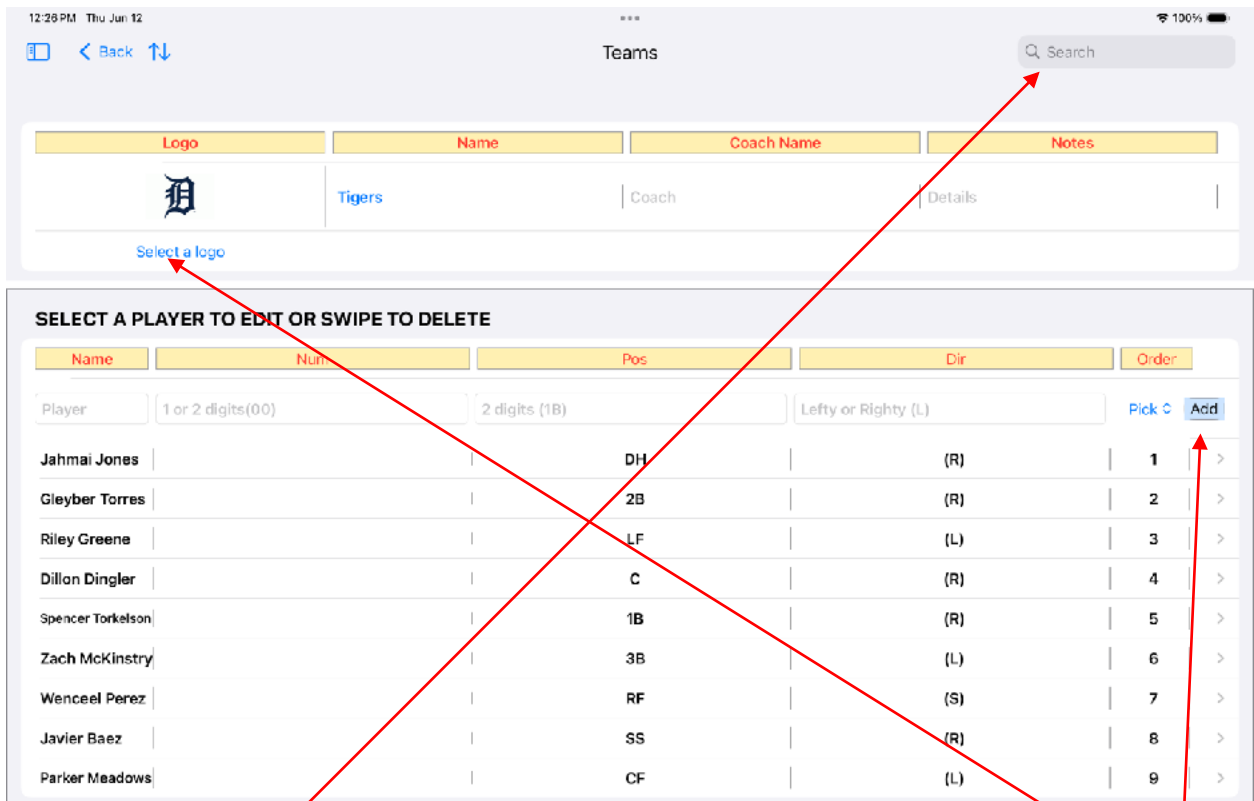 12:26 PM Thu Jun 12 100%
Back Teams Search
Logo Name Coach Name Notes
Tigers Coach Details
Select a logo
SELECT A PLAYER TO EDIT OR SWIPE TO DELETE
Name Num Pos Dir Order
Player 1 or 2 digits(00) 2 digits (1B) Lefty or Righty (L) Pick Add
Jahmai Jones DH (R) 1
Gleyber Torres 2B (R) 2
Riley Greene LF (L) 3
Dillon Dingler C (R) 4
Spencer Torkelson 1B (R) 5
Zach McKinstry 3B (L) 6
Wenceel Perez RF (S) 7
Javier Baez SS (R) 8
Parker Meadows CF (L) 9